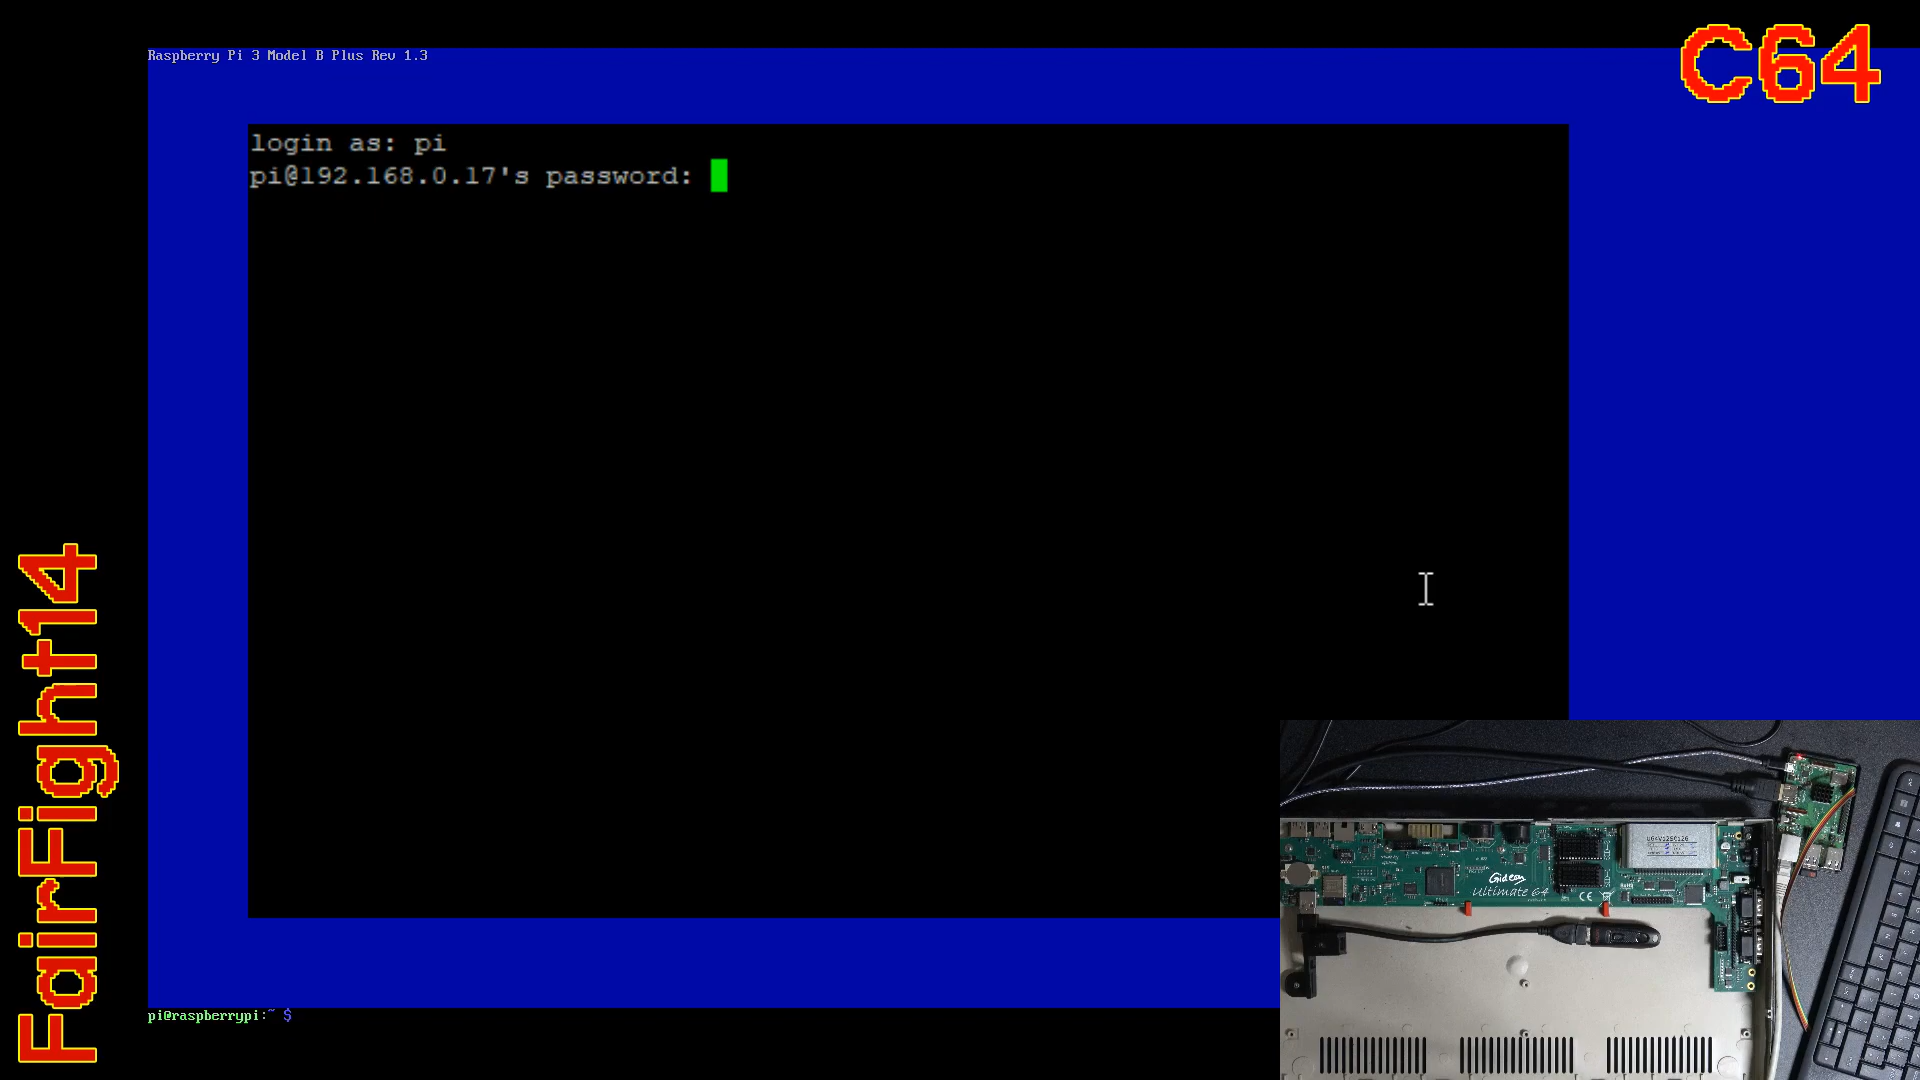 Raspberry Pi 3 Model B Plus Rev 1.3
C64
login as: pi
pi@192.168.0.17's password:
FairFight14
Gideon
Ultimate 64
CE
pi@raspberrypi:~ $